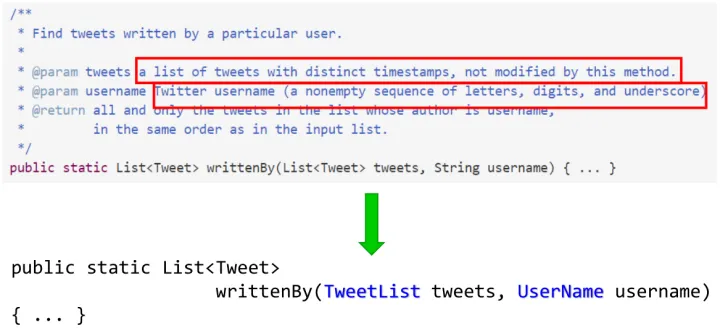 /**
* Find tweets written by a particular user.
*
* @param tweets a list of tweets with distinct timestamps, not modified by this method.
* @param username Twitter username (a nonempty sequence of letters, digits, and underscore)
* @return all and only the tweets in the list whose author is username,
* in the same order as in the input list.
*/
public static List<Tweet> writtenBy(List<Tweet> tweets, String username) { ... }
public static List<Tweet>
writtenBy(TweetList tweets, UserName username)
{ ... }